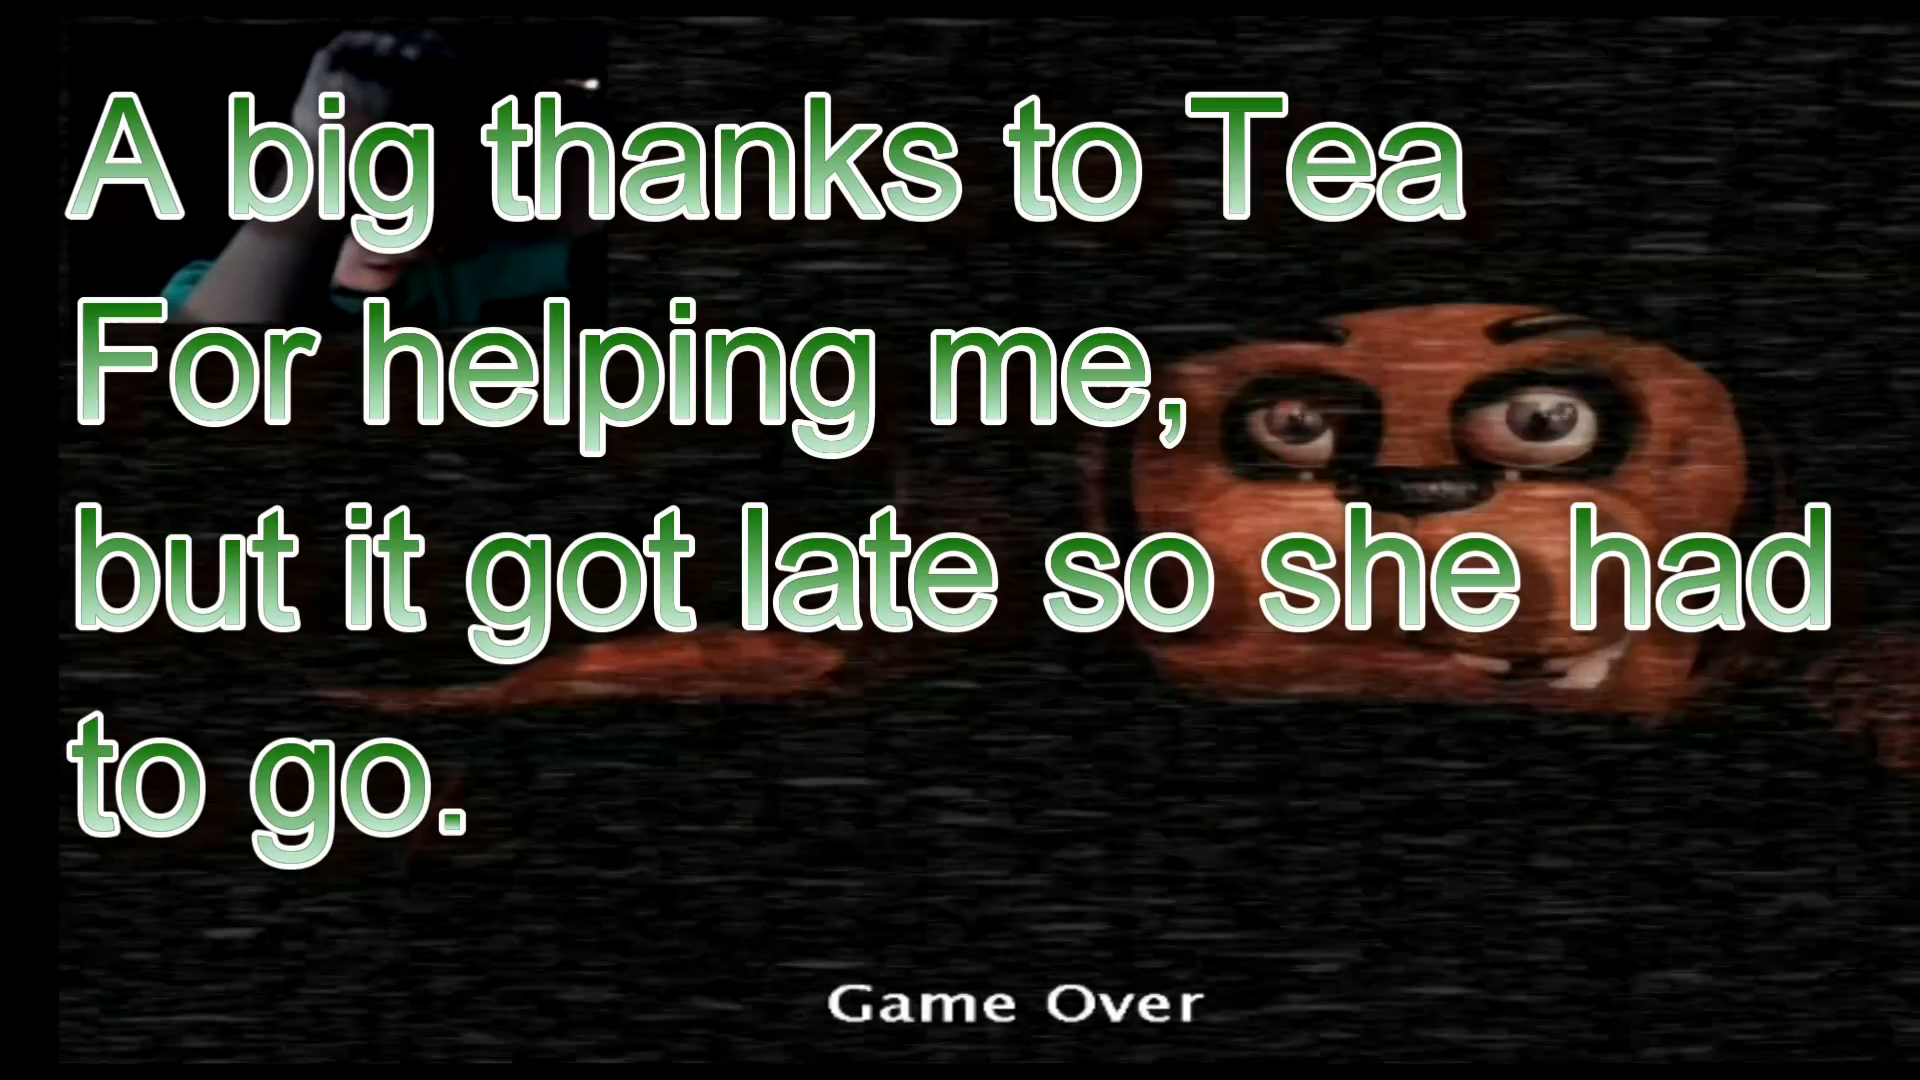 A big thanks to Tea
For helping me,
but it got late so she had
to go.
Game Over